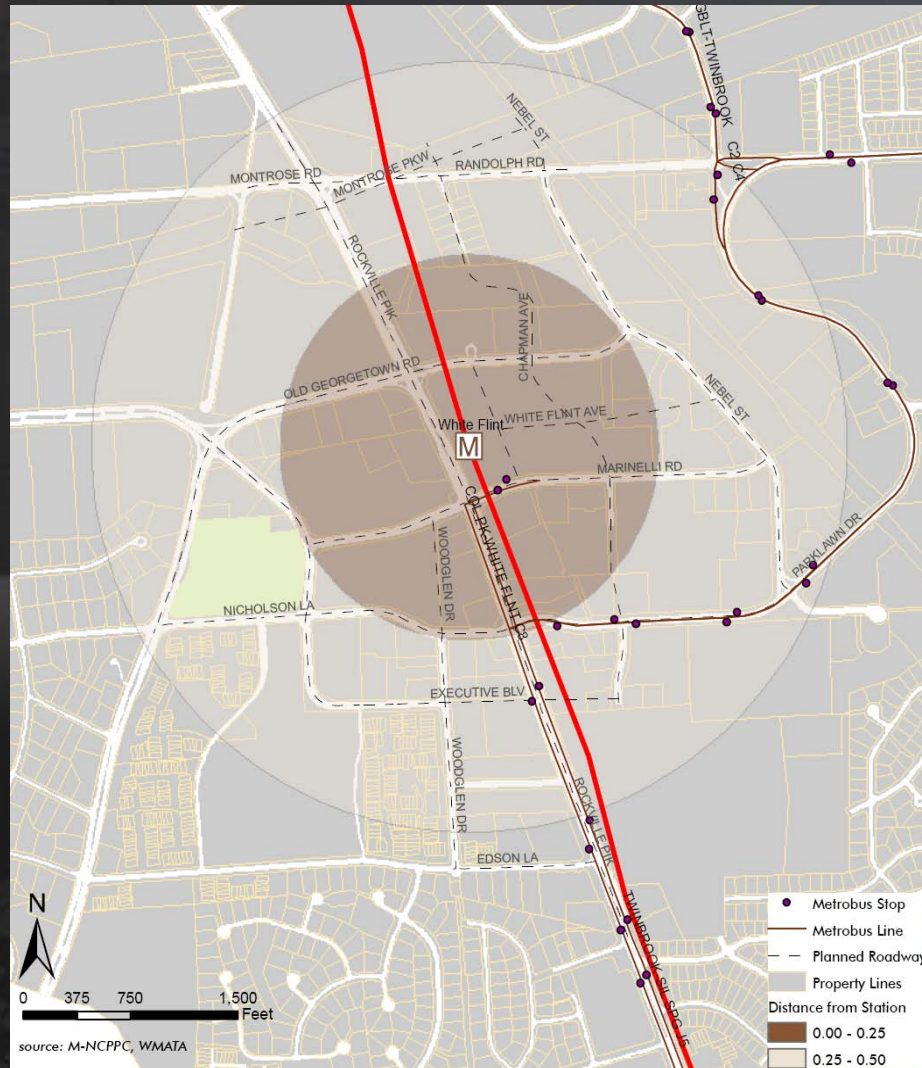 GBLT-TWINBROOK
C2 C4
NEBEL ST
MONTROSE PKW
RANDOLPH RD
MONTROSE RD
ROCKVILLE PIK
CHAPMAN AVE
OLD GEORGETOWN RD
NEBEL ST
WHITE FLINT AVE
White Flint
M
MARINELLI RD
COL PK-WHITE FLNT C8
WOODGLEN DR
PARKLAWN DR
NICHOLSON LA
EXECUTIVE BLV
WOODGLEN DR
ROCKVILLE PIK
EDSON LA
TWINBROOK-SIL SPG J5
N
0 375 750 1,500
Feet
source: M-NCPPC, WMATA
Metrobus Stop
Metrobus Line
Planned Roadway
Property Lines
Distance from Station
0.00 - 0.25
0.25 - 0.50